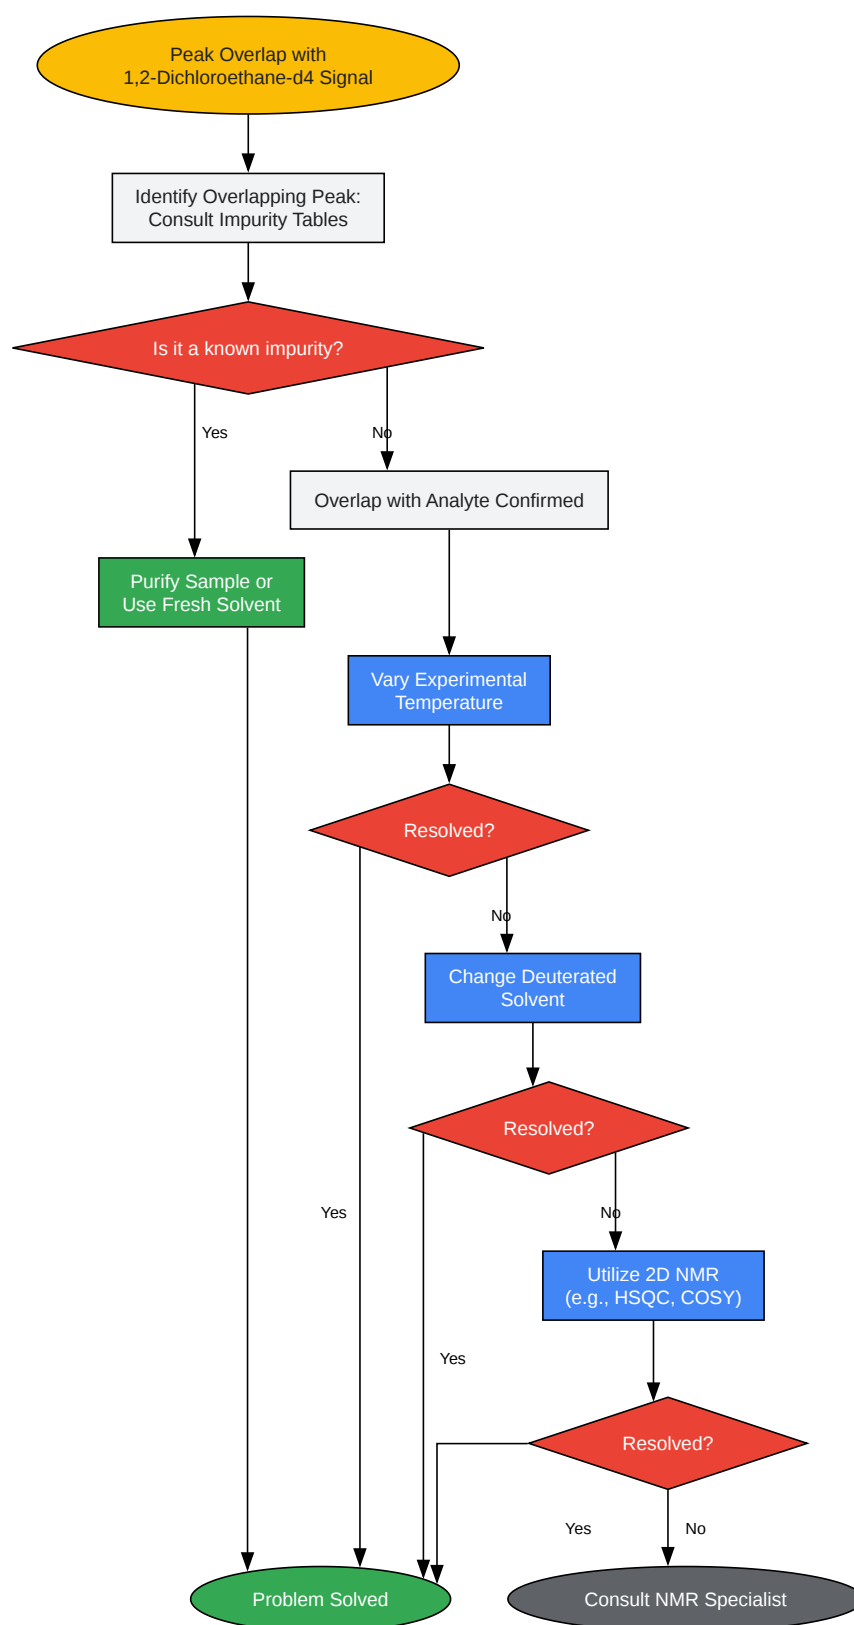 Peak Overlap with
1,2-Dichloroethane-d4 Signal
Identify Overlapping Peak:
Consult Impurity Tables
Is it a known impurity?
Yes
No
Overlap with Analyte Confirmed
Purify Sample or
Use Fresh Solvent
Vary Experimental
Temperature
Resolved?
No
Change Deuterated
Solvent
Resolved?
Yes
No
Utilize 2D NMR
(e.g., HSQC, COSY)
Yes
Resolved?
Yes
No
Problem Solved
Consult NMR Specialist